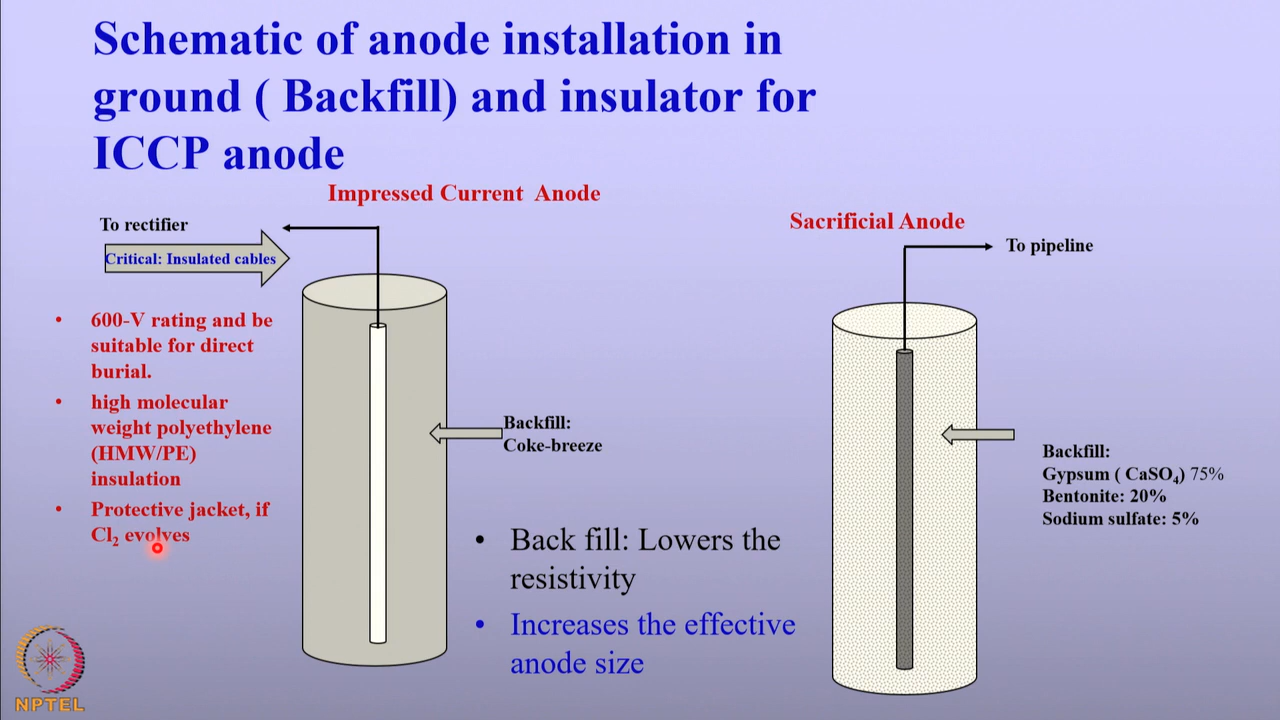 Schematic of anode installation in
ground ( Backfill) and insulator for
ICCP anode
Impressed Current Anode
To rectifier
Critical: Insulated cables
• 600-V rating and be
suitable for direct
burial.
• high molecular
weight polyethylene
(HMW/PE)
insulation
• Protective jacket, if
Cl₂ evolves
Backfill:
Coke-breeze
• Back fill: Lowers the
resistivity
• Increases the effective
anode size
Sacrificial Anode
To pipeline
Backfill:
Gypsum ( CaSO₄) 75%
Bentonite: 20%
Sodium sulfate: 5%
NPTEL